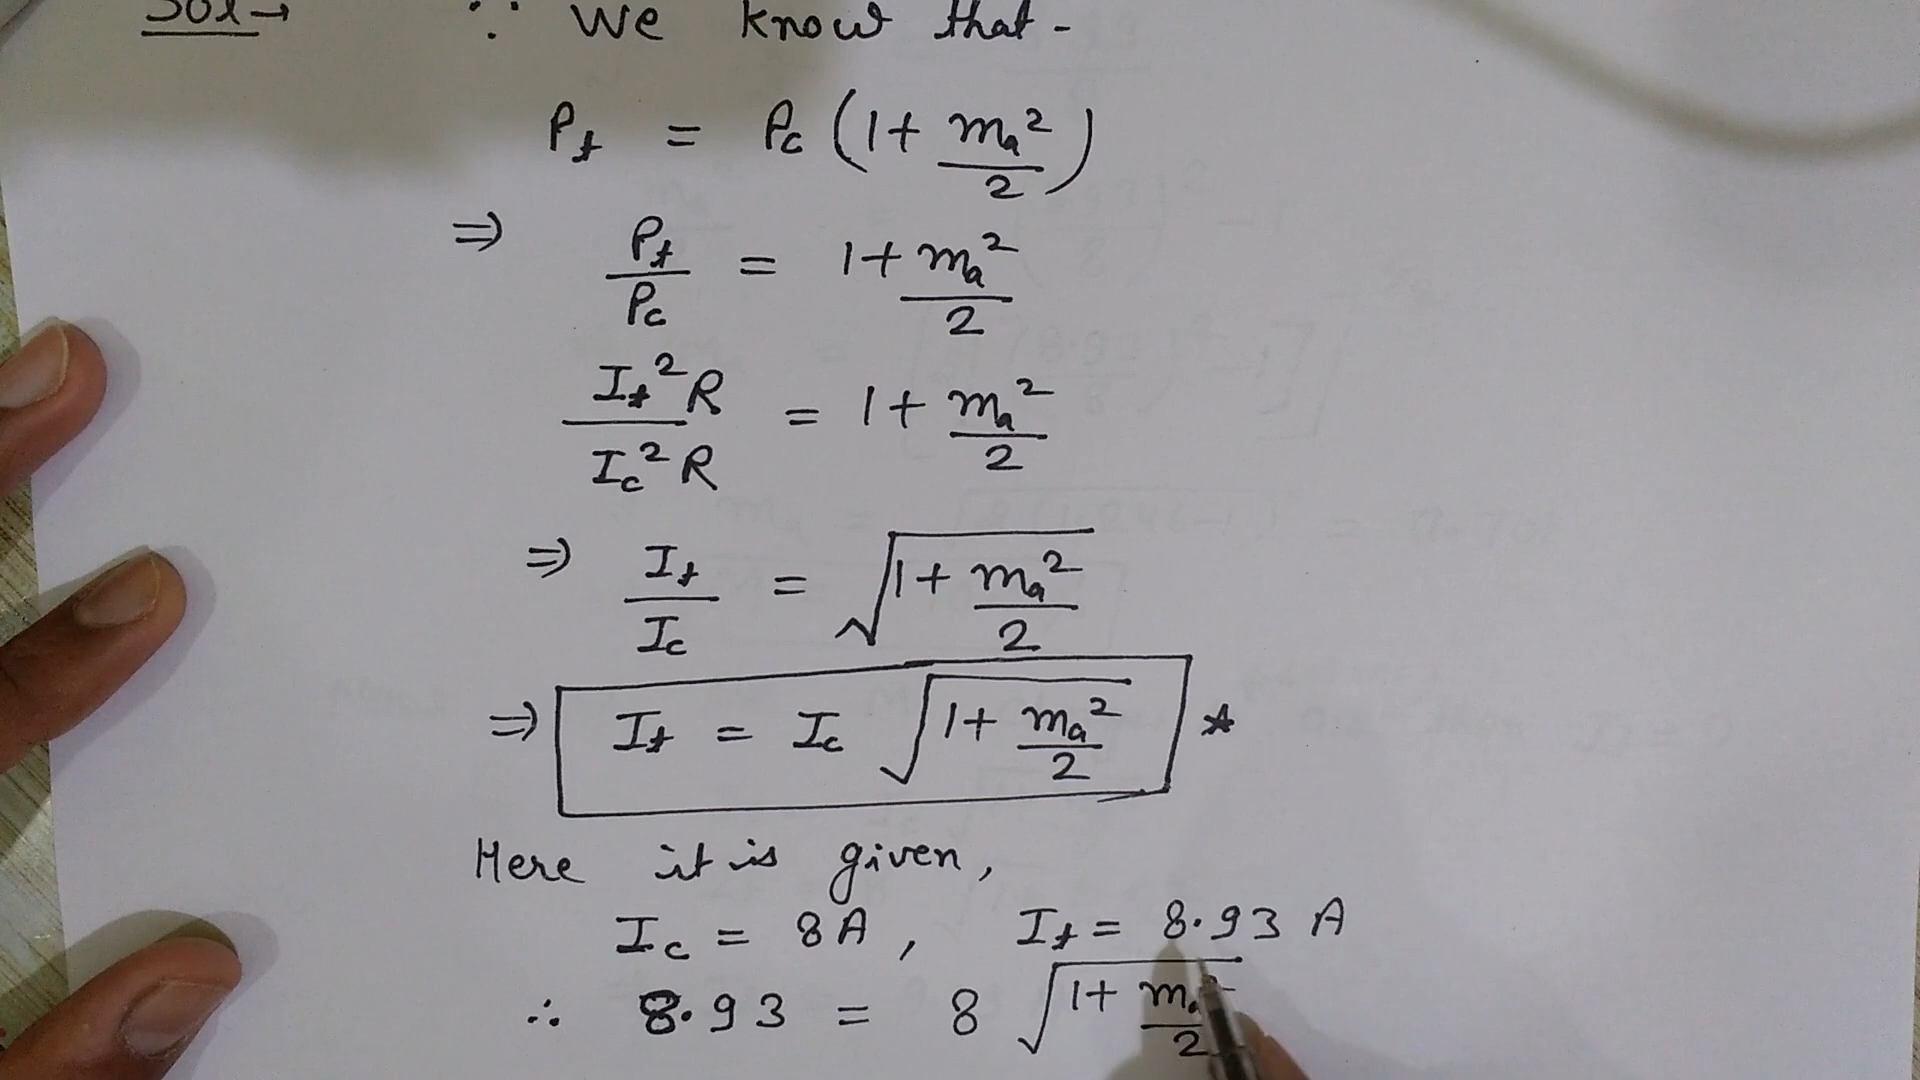 Sol→ ∵ We know that-
Pt = Pc (1 + ma²/2)
⇒ Pt/Pc = 1 + ma²/2
It²R/Ic²R = 1 + ma²/2
⇒ It/Ic = √(1 + ma²/2)
⇒ It = Ic √(1 + ma²/2) *
Here it is given,
Ic = 8A, It = 8.93 A
∴ 8.93 = 8 √(1 + ma²/2)